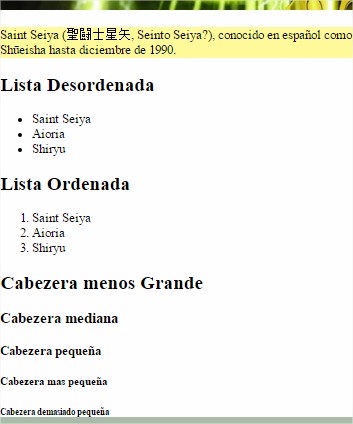 Saint Seiya (聖闘士星矢, Seinto Seiya?), conocido en español como
Shūeisha hasta diciembre de 1990.
Lista Desordenada
Saint Seiya
Aioria
Shiryu
Lista Ordenada
1. Saint Seiya
2. Aioria
3. Shiryu
Cabezera menos Grande
Cabezera mediana
Cabezera pequeña
Cabezera mas pequeña
Cabezera demasiado pequeña